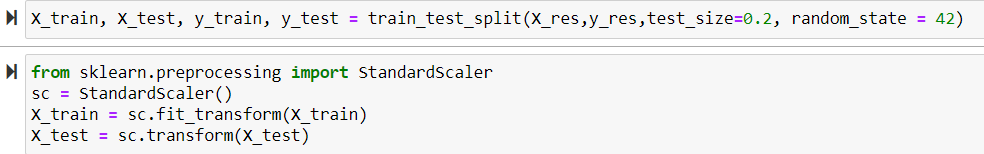 X_train, X_test, y_train, y_test = train_test_split(X_res,y_res,test_size=0.2, random_state = 42)
from sklearn.preprocessing import StandardScaler
sc = StandardScaler()
X_train = sc.fit_transform(X_train)
X_test = sc.transform(X_test)